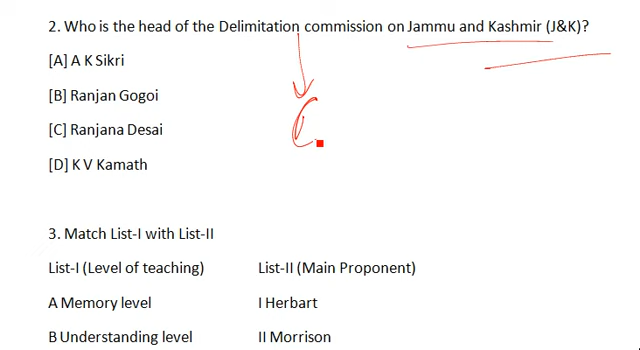 2. Who is the head of the Delimitation commission on Jammu and Kashmir (J&K)?
[A] A K Sikri
[B] Ranjan Gogoi
C
[C] Ranjana Desai
[D] K V Kamath
3. Match List-I with List-II
List-I (Level of teaching) List-II (Main Proponent)
A Memory level I Herbart
B Understanding level II Morrison